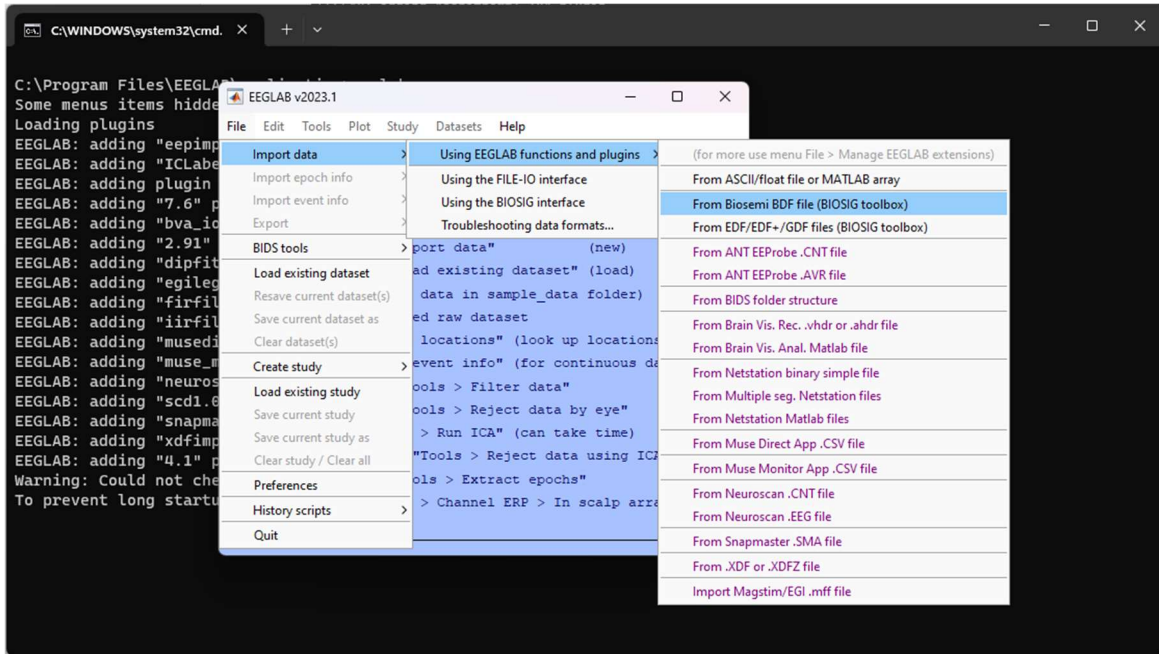 C:\WINDOWS\system32\cmd.
C:\Program Files\EEGLAB
Some menus items hidde
Loading plugins
EEGLAB: adding "eepimp
EEGLAB: adding "ICLabe
EEGLAB: adding plugin
EEGLAB: adding "7.6" p
EEGLAB: adding "bva_io
EEGLAB: adding "2.91"
EEGLAB: adding "dipfit
EEGLAB: adding "egileg
EEGLAB: adding "firfil
EEGLAB: adding "iirfil
EEGLAB: adding "musedi
EEGLAB: adding "muse_m
EEGLAB: adding "neuros
EEGLAB: adding "scd1.0
EEGLAB: adding "snapma
EEGLAB: adding "xdfimp
EEGLAB: adding "4.1" p
Warning: Could not che
To prevent long startu
EEGLAB v2023.1
File Edit Tools Plot Study Datasets Help
Import data
Import epoch info
Import event info
Export
BIDS tools
Load existing dataset
Resave current dataset(s)
Save current dataset as
Clear dataset(s)
Create study
Load existing study
Save current study
Save current study as
Clear study / Clear all
Preferences
History scripts
Quit
Using EEGLAB functions and plugins
Using the FILE-IO interface
Using the BIOSIG interface
Troubleshooting data formats...
port data" (new)
ad existing dataset" (load)
data in sample_data folder)
ed raw dataset
locations" (look up locations
event info" (for continuous da
ools > Filter data"
ools > Reject data by eye"
> Run ICA" (can take time)
"Tools > Reject data using ICA
ols > Extract epochs"
> Channel ERP > In scalp arra
(for more use menu File > Manage EEGLAB extensions)
From ASCII/float file or MATLAB array
From Biosemi BDF file (BIOSIG toolbox)
From EDF/EDF+/GDF files (BIOSIG toolbox)
From ANT EEProbe .CNT file
From ANT EEProbe .AVR file
From BIDS folder structure
From Brain Vis. Rec. .vhdr or .ahdr file
From Brain Vis. Anal. Matlab file
From Netstation binary simple file
From Multiple seg. Netstation files
From Netstation Matlab files
From Muse Direct App .CSV file
From Muse Monitor App .CSV file
From Neuroscan .CNT file
From Neuroscan .EEG file
From Snapmaster .SMA file
From .XDF or .XDFZ file
Import Magstim/EGI .mff file